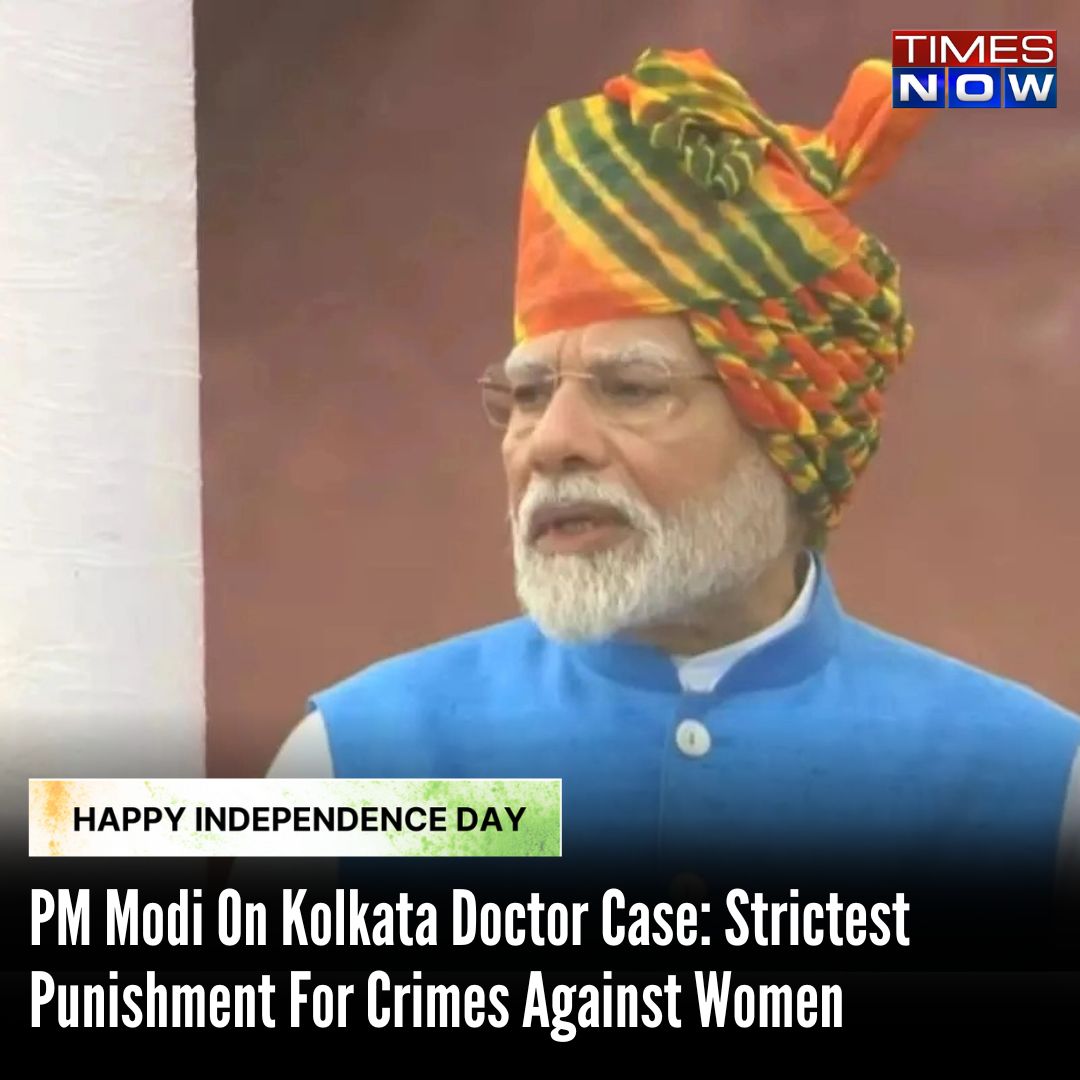 TIMES
NOW
HAPPY INDEPENDENCE DAY
PM Modi On Kolkata Doctor Case: Strictest
Punishment For Crimes Against Women